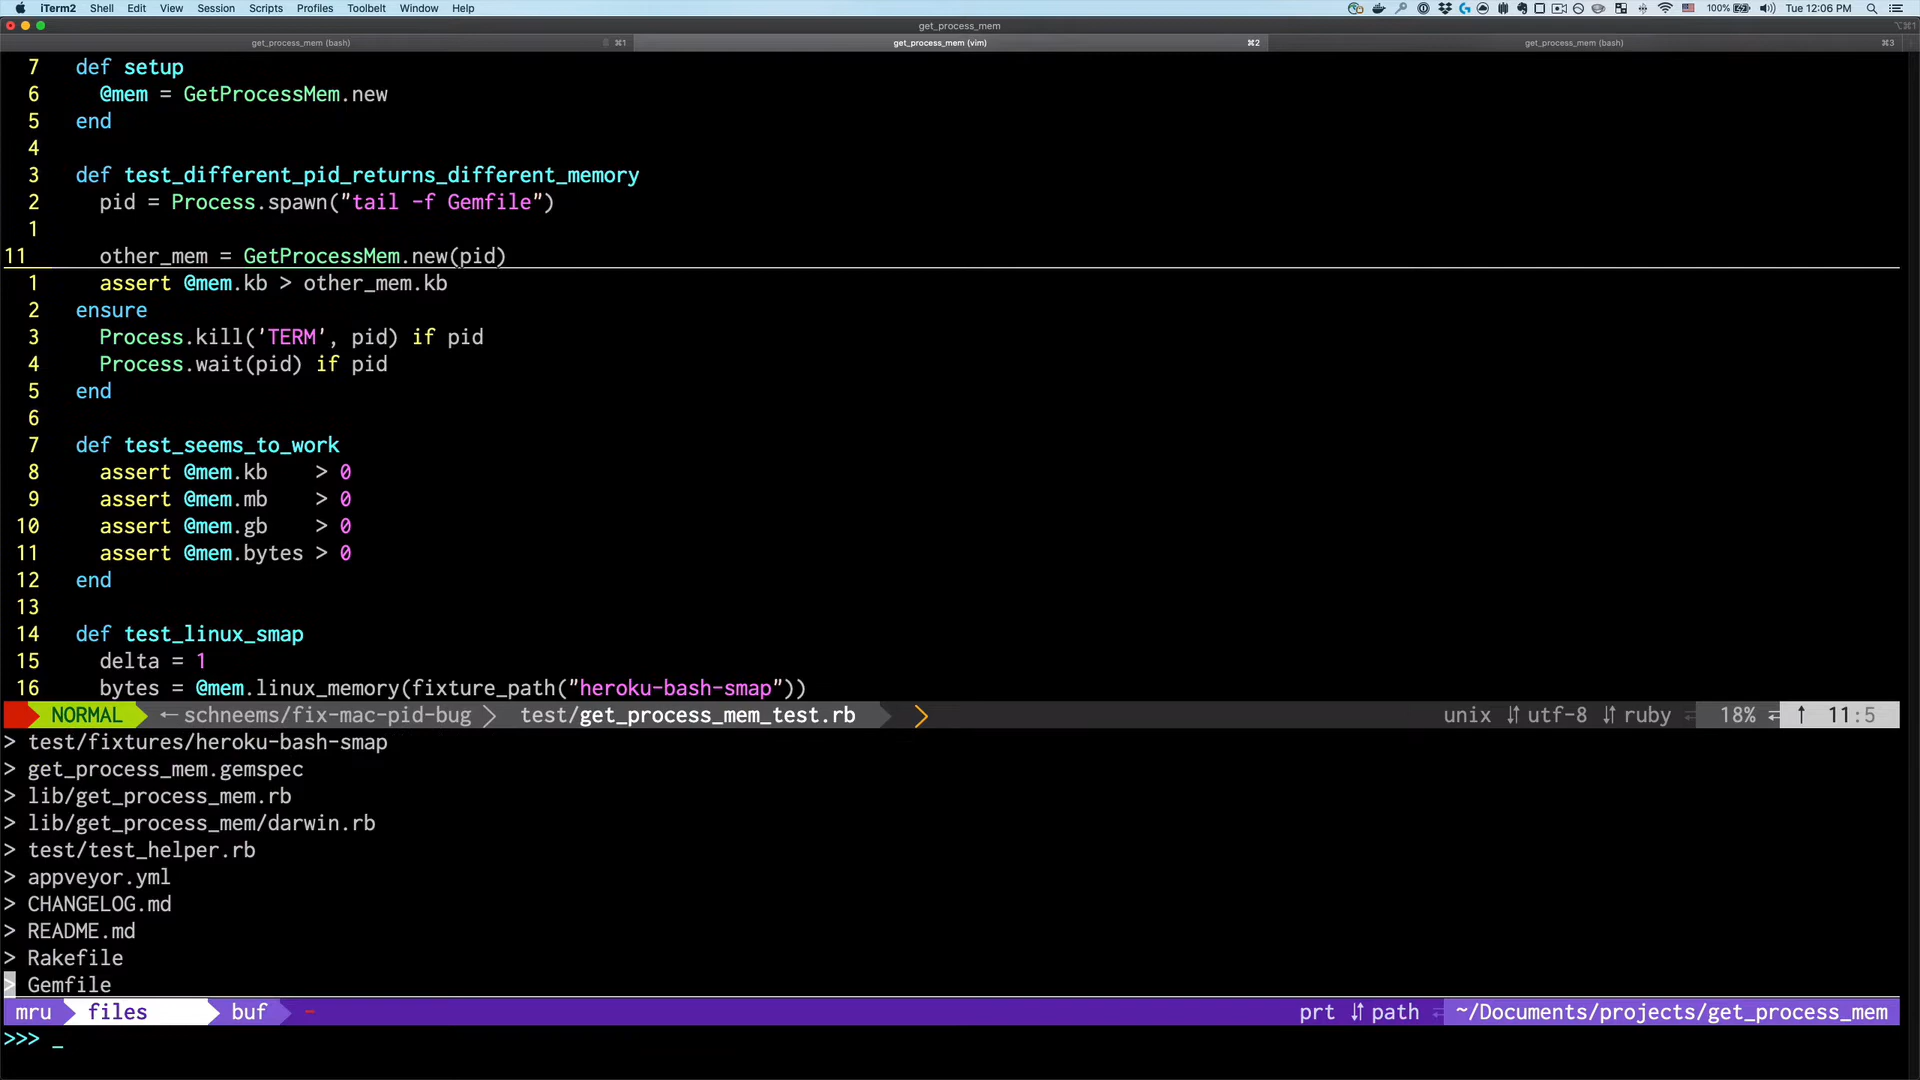 iTerm2 Shell Edit View Session Scripts Profiles Toolbelt Window Help 100% Tue 12:06 PM
get_process_mem ⌥⌘1
get_process_mem (bash) ⌘1 get_process_mem (vim) ⌘2 get_process_mem (bash) ⌘3
7 def setup
6 @mem = GetProcessMem.new
5 end
4
3 def test_different_pid_returns_different_memory
2 pid = Process.spawn("tail -f Gemfile")
1
11 other_mem = GetProcessMem.new(pid)
1 assert @mem.kb > other_mem.kb
2 ensure
3 Process.kill('TERM', pid) if pid
4 Process.wait(pid) if pid
5 end
6
7 def test_seems_to_work
8 assert @mem.kb > 0
9 assert @mem.mb > 0
10 assert @mem.gb > 0
11 assert @mem.bytes > 0
12 end
13
14 def test_linux_smap
15 delta = 1
16 bytes = @mem.linux_memory(fixture_path("heroku-bash-smap"))
NORMAL ← schneems/fix-mac-pid-bug test/get_process_mem_test.rb unix utf-8 ruby 18% ↑ 11:5
> test/fixtures/heroku-bash-smap
> get_process_mem.gemspec
> lib/get_process_mem.rb
> lib/get_process_mem/darwin.rb
> test/test_helper.rb
> appveyor.yml
> CHANGELOG.md
> README.md
> Rakefile
> Gemfile
mru files buf - prt path ~/Documents/projects/get_process_mem
>>> _